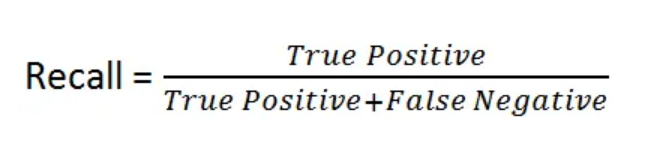 True Positive
Recall =
True Positive+False Negative